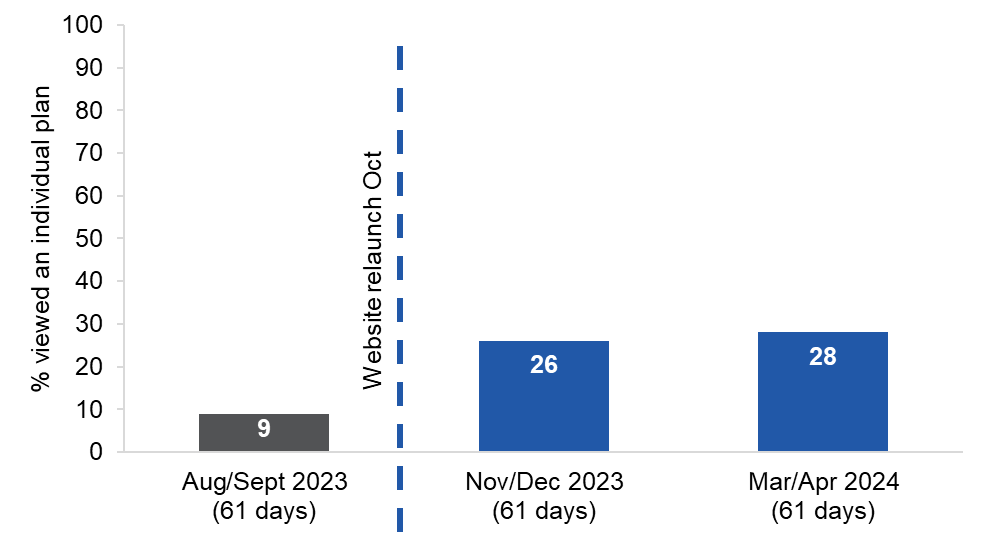 100
90
80
70
60
50
40
30
20
10
0
% viewed an individual plan
Website relaunch Oct
9
26
28
Aug/Sept 2023
(61 days)
Nov/Dec 2023
(61 days)
Mar/Apr 2024
(61 days)